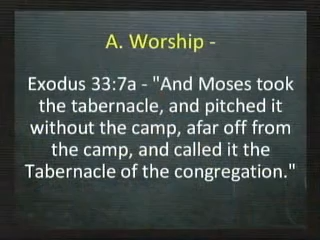 A. Worship -
Exodus 33:7a - "And Moses took
the tabernacle, and pitched it
without the camp, afar off from
the camp, and called it the
Tabernacle of the congregation."